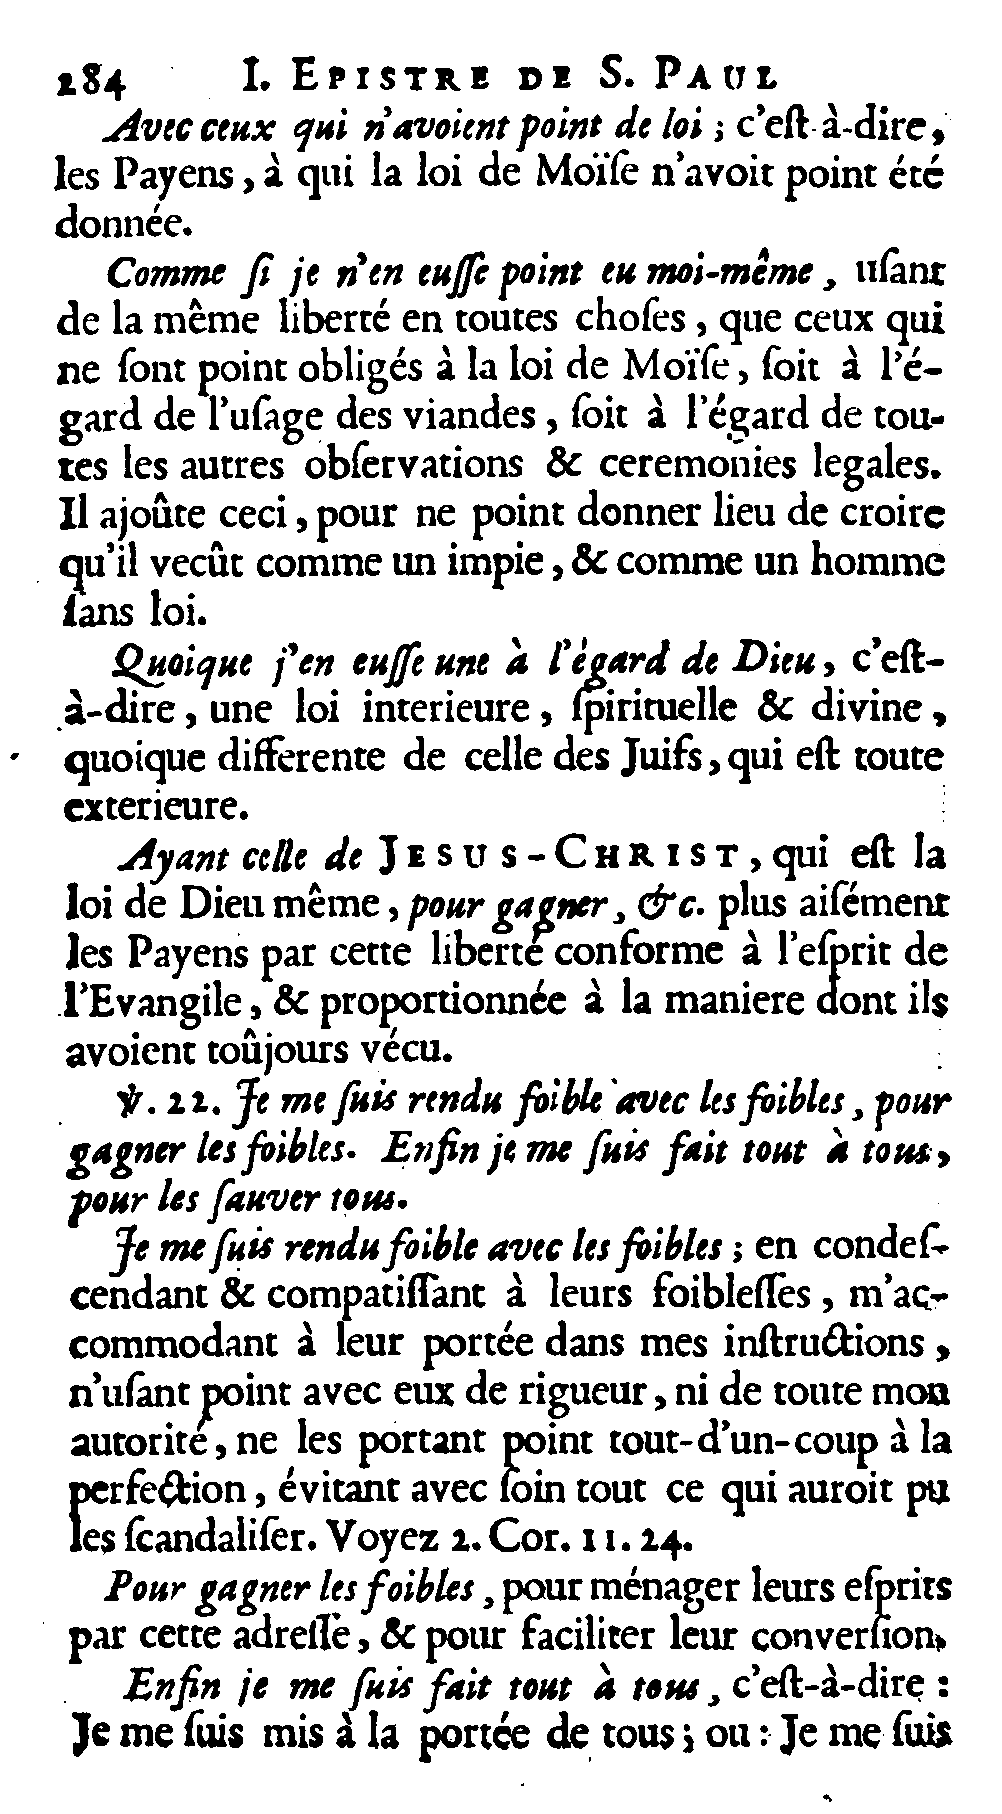 284 I. EPISTRE DE S. PAUL
Avec ceux qui n'avoient point de loi ; c'eſt-à-dire,
les Payens, à qui la loi de Moïſe n'avoit point été
donnée.
Comme ſi je n'en euſſe point eu moi-même, uſant
de la même liberté en toutes choſes, que ceux qui
ne ſont point obligés à la loi de Moïſe, ſoit à l'é-
gard de l'uſage des viandes, ſoit à l'égard de tou-
tes les autres obſervations & ceremonies legales.
Il ajoûte ceci, pour ne point donner lieu de croire
qu'il vecût comme un impie, & comme un homme
ſans loi.
Quoique j'en euſſe une à l'égard de Dieu, c'eſt-
à-dire, une loi interieure, ſpirituelle & divine,
quoique differente de celle des Juifs, qui eſt toute
exterieure.
Ayant celle de JESUS-CHRIST, qui eſt la
loi de Dieu même, pour gagner, &c. plus aiſément
les Payens par cette liberté conforme à l'eſprit de
l'Evangile, & proportionnée à la maniere dont ils
avoient toûjours vécu.
℣. 22. Je me ſuis rendu foible avec les foibles, pour
gagner les foibles. Enfin je me ſuis fait tout à tous,
pour les ſauver tous.
Je me ſuis rendu foible avec les foibles ; en condeſ-
cendant & compatiſſant à leurs foibleſſes, m'ac-
commodant à leur portée dans mes inſtructions,
n'uſant point avec eux de rigueur, ni de toute mon
autorité, ne les portant point tout-d'un-coup à la
perfection, évitant avec ſoin tout ce qui auroit pu
les ſcandaliſer. Voyez 2. Cor. 11. 24.
Pour gagner les foibles, pour ménager leurs eſprits
par cette adreſſe, & pour faciliter leur converſion.
Enfin je me ſuis fait tout à tous, c'eſt-à-dire :
Je me ſuis mis à la portée de tous ; ou : Je me ſuis